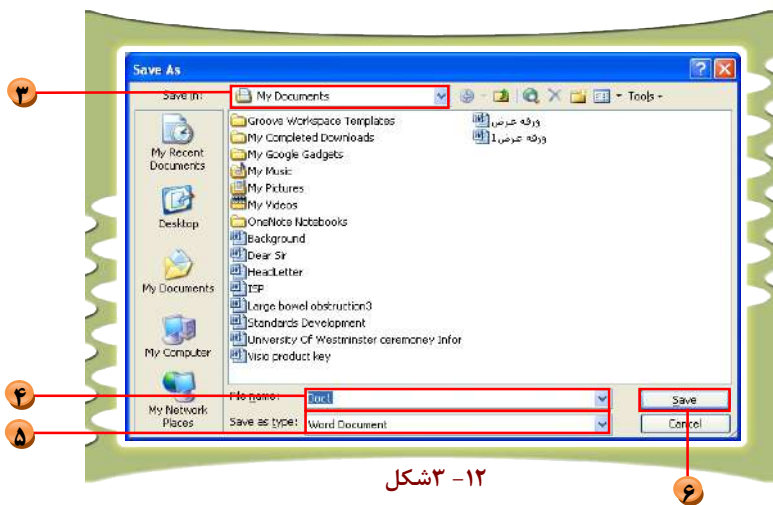 Save As
۳
Save in:
My Documents
Tools
My Recent
Documents
Desktop
My Documents
My Computer
My Network
Places
Groove Workspace Templates
My Completed Downloads
My Google Gadgets
My Music
My Pictures
My Videos
OneNote Notebooks
Background
Dear Sir
HeadLetter
ISP
Large bowel obstruction3
Standards Development
University Of Westminster ceremoney Infor
Visio product key
ورقه عرض
ورقه عرض1
۴
File name:
Doc1
Save
۵
Save as type:
Word Document
Cancel
۶
۱۲- ۳شکل